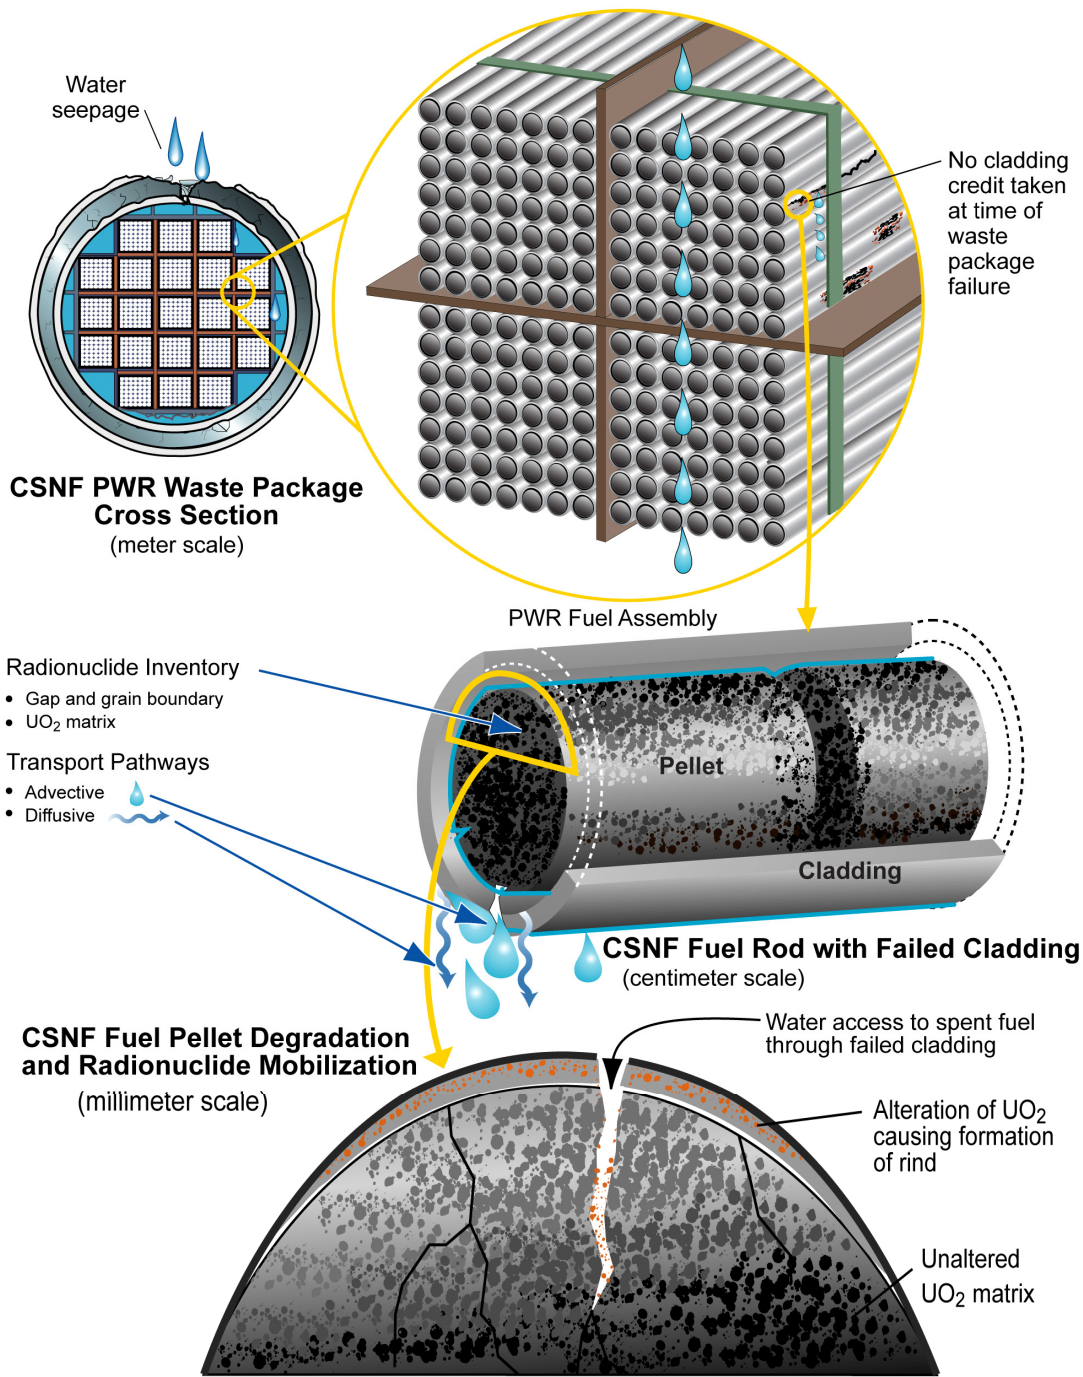 Water
seepage
No cladding
credit taken
at time of
waste
package
failure
CSNF PWR Waste Package
Cross Section
(meter scale)
PWR Fuel Assembly
Radionuclide Inventory
• Gap and grain boundary
• UO₂ matrix
Transport Pathways
• Advective
• Diffusive
Pellet
Cladding
CSNF Fuel Rod with Failed Cladding
(centimeter scale)
CSNF Fuel Pellet Degradation
and Radionuclide Mobilization
(millimeter scale)
Water access to spent fuel
through failed cladding
Alteration of UO₂
causing formation
of rind
Unaltered
UO₂ matrix